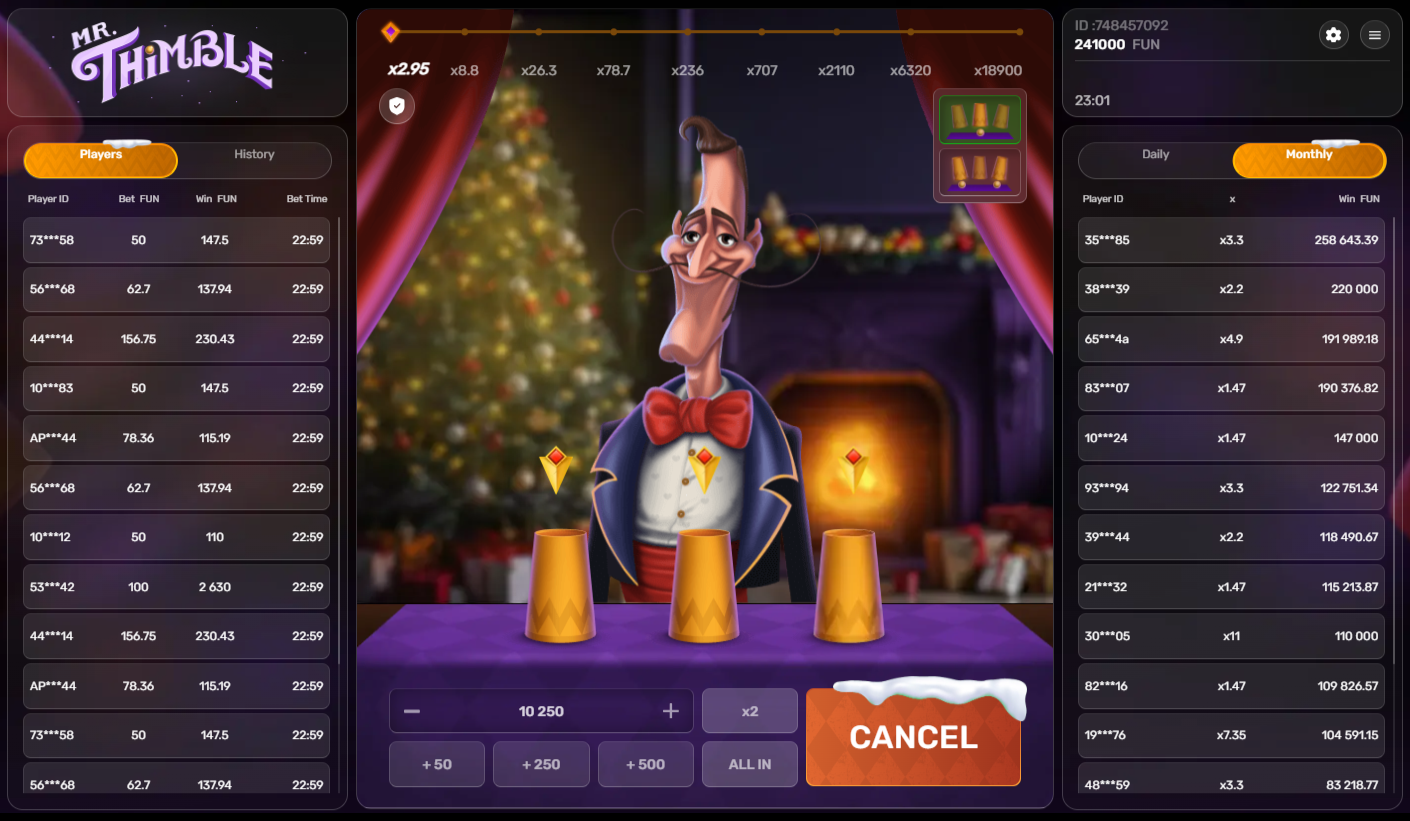 MR.
THiMBLE
Players History
Player ID Bet FUN Win FUN Bet Time
73***58 50 147.5 22:59
56***68 62.7 137.94 22:59
44***14 156.75 230.43 22:59
10***83 50 147.5 22:59
AP***44 78.36 115.19 22:59
56***68 62.7 137.94 22:59
10***12 50 110 22:59
53***42 100 2 630 22:59
44***14 156.75 230.43 22:59
AP***44 78.36 115.19 22:59
73***58 50 147.5 22:59
56***68 62.7 137.94 22:59
x2.95 x8.8 x26.3 x78.7 x236 x707 x2110 x6320 x18900
10 250
x2
+ 50 + 250 + 500 ALL IN
CANCEL
ID :748457092
241000 FUN
23:01
Daily Monthly
Player ID x Win FUN
35***85 x3.3 258 643.39
38***39 x2.2 220 000
65***4a x4.9 191 989.18
83***07 x1.47 190 376.82
10***24 x1.47 147 000
93***94 x3.3 122 751.34
39***44 x2.2 118 490.67
21***32 x1.47 115 213.87
30***05 x11 110 000
82***16 x1.47 109 826.57
19***76 x7.35 104 591.15
48***59 x3.3 83 218.77